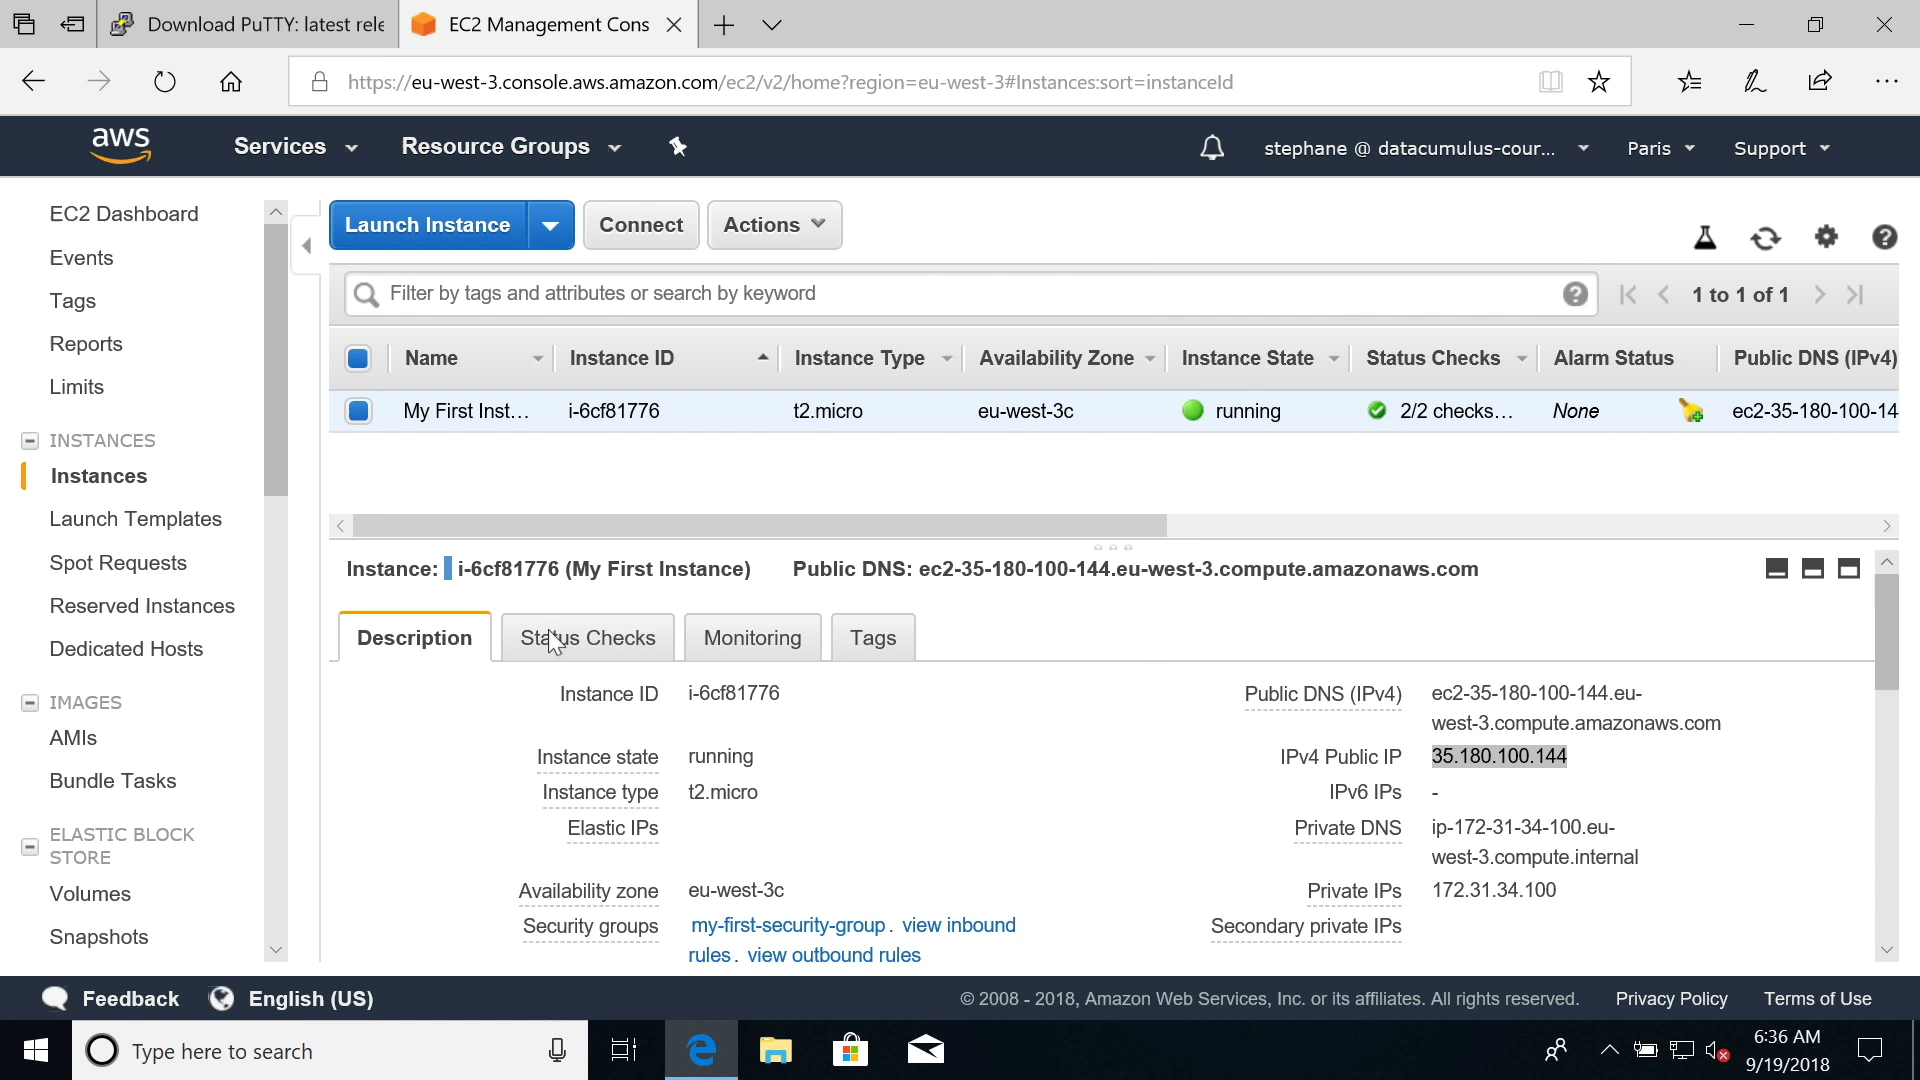 Download PuTTY: latest rele
EC2 Management Cons
https://eu-west-3.console.aws.amazon.com/ec2/v2/home?region=eu-west-3#Instances:sort=instanceId
aws
Services
Resource Groups
stephane @ datacumulus-cour...
Paris
Support
EC2 Dashboard
Events
Tags
Reports
Limits
INSTANCES
Instances
Launch Templates
Spot Requests
Reserved Instances
Dedicated Hosts
IMAGES
AMIs
Bundle Tasks
ELASTIC BLOCK
STORE
Volumes
Snapshots
Launch Instance
Connect
Actions
Filter by tags and attributes or search by keyword
1 to 1 of 1
Name Instance ID Instance Type Availability Zone Instance State Status Checks Alarm Status Public DNS (IPv4)
My First Inst... i-6cf81776 t2.micro eu-west-3c running 2/2 checks... None ec2-35-180-100-14
Instance: i-6cf81776 (My First Instance) Public DNS: ec2-35-180-100-144.eu-west-3.compute.amazonaws.com
Description Status Checks Monitoring Tags
Instance ID i-6cf81776
Instance state running
Instance type t2.micro
Elastic IPs
Availability zone eu-west-3c
Security groups my-first-security-group . view inbound
rules . view outbound rules
Public DNS (IPv4) ec2-35-180-100-144.eu-
west-3.compute.amazonaws.com
IPv4 Public IP 35.180.100.144
IPv6 IPs -
Private DNS ip-172-31-34-100.eu-
west-3.compute.internal
Private IPs 172.31.34.100
Secondary private IPs
Feedback
English (US)
© 2008 - 2018, Amazon Web Services, Inc. or its affiliates. All rights reserved.
Privacy Policy
Terms of Use
Type here to search
6:36 AM
9/19/2018